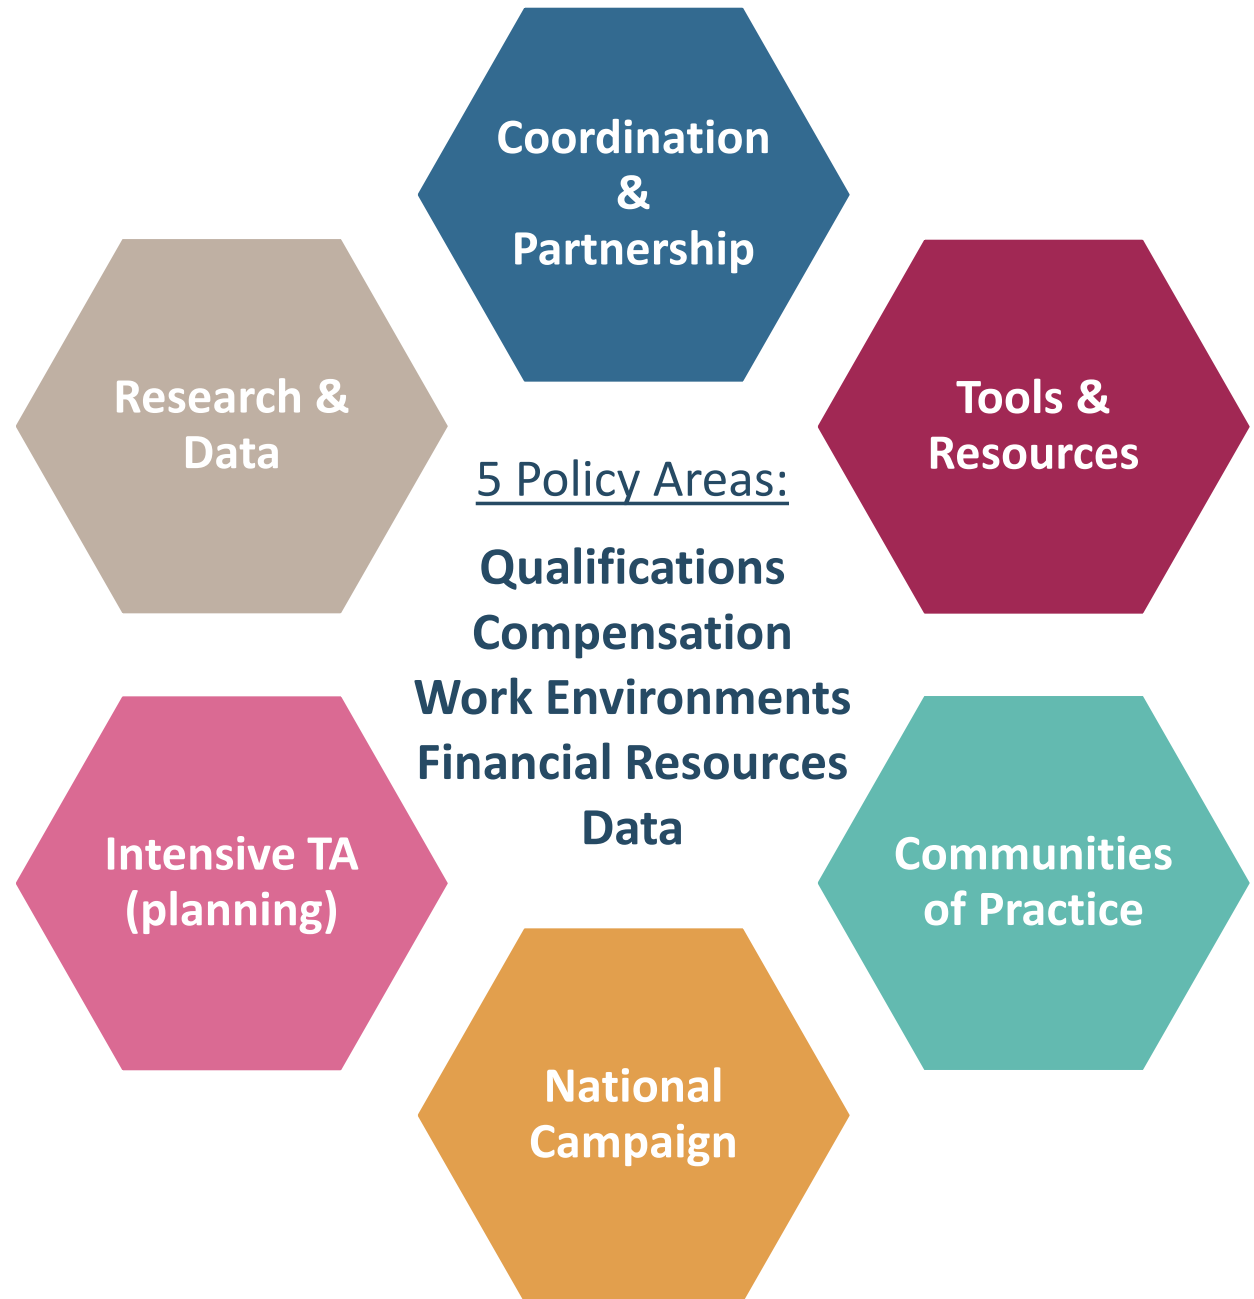 Coordination
&
Partnership
Tools &
Resources
Communities
of Practice
National
Campaign
Intensive TA
(planning)
Research &
Data
5 Policy Areas:
Qualifications
Compensation
Work Environments
Financial Resources
Data